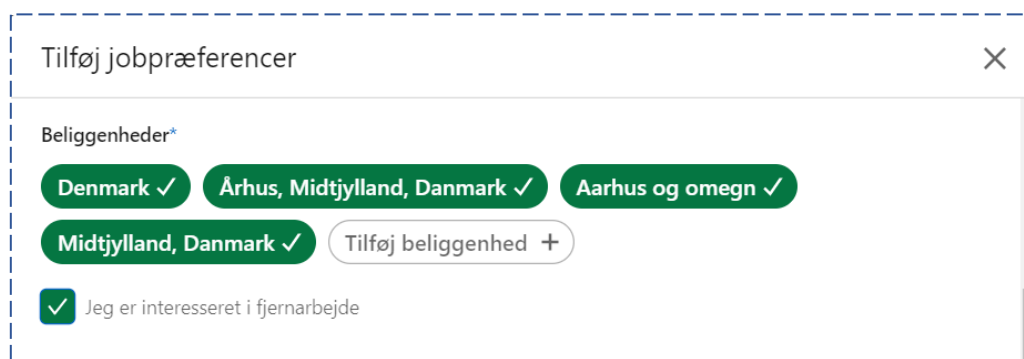 Tilføj jobpræferencer
Beliggenheder*
Denmark Århus, Midtjylland, Danmark Aarhus og omegn
Midtjylland, Danmark Tilføj beliggenhed +
Jeg er interesseret i fjernarbejde